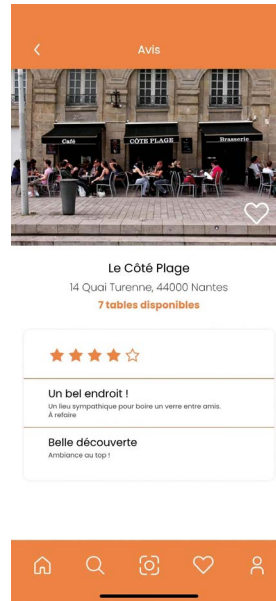 Avis
Café
CÔTÉ PLAGE
Brasserie
Le Côté Plage
14 Quai Turenne, 44000 Nantes
7 tables disponibles
Un bel endroit !
Un lieu sympathique pour boire un verre entre amis.
À refaire
Belle découverte
Ambiance au top !